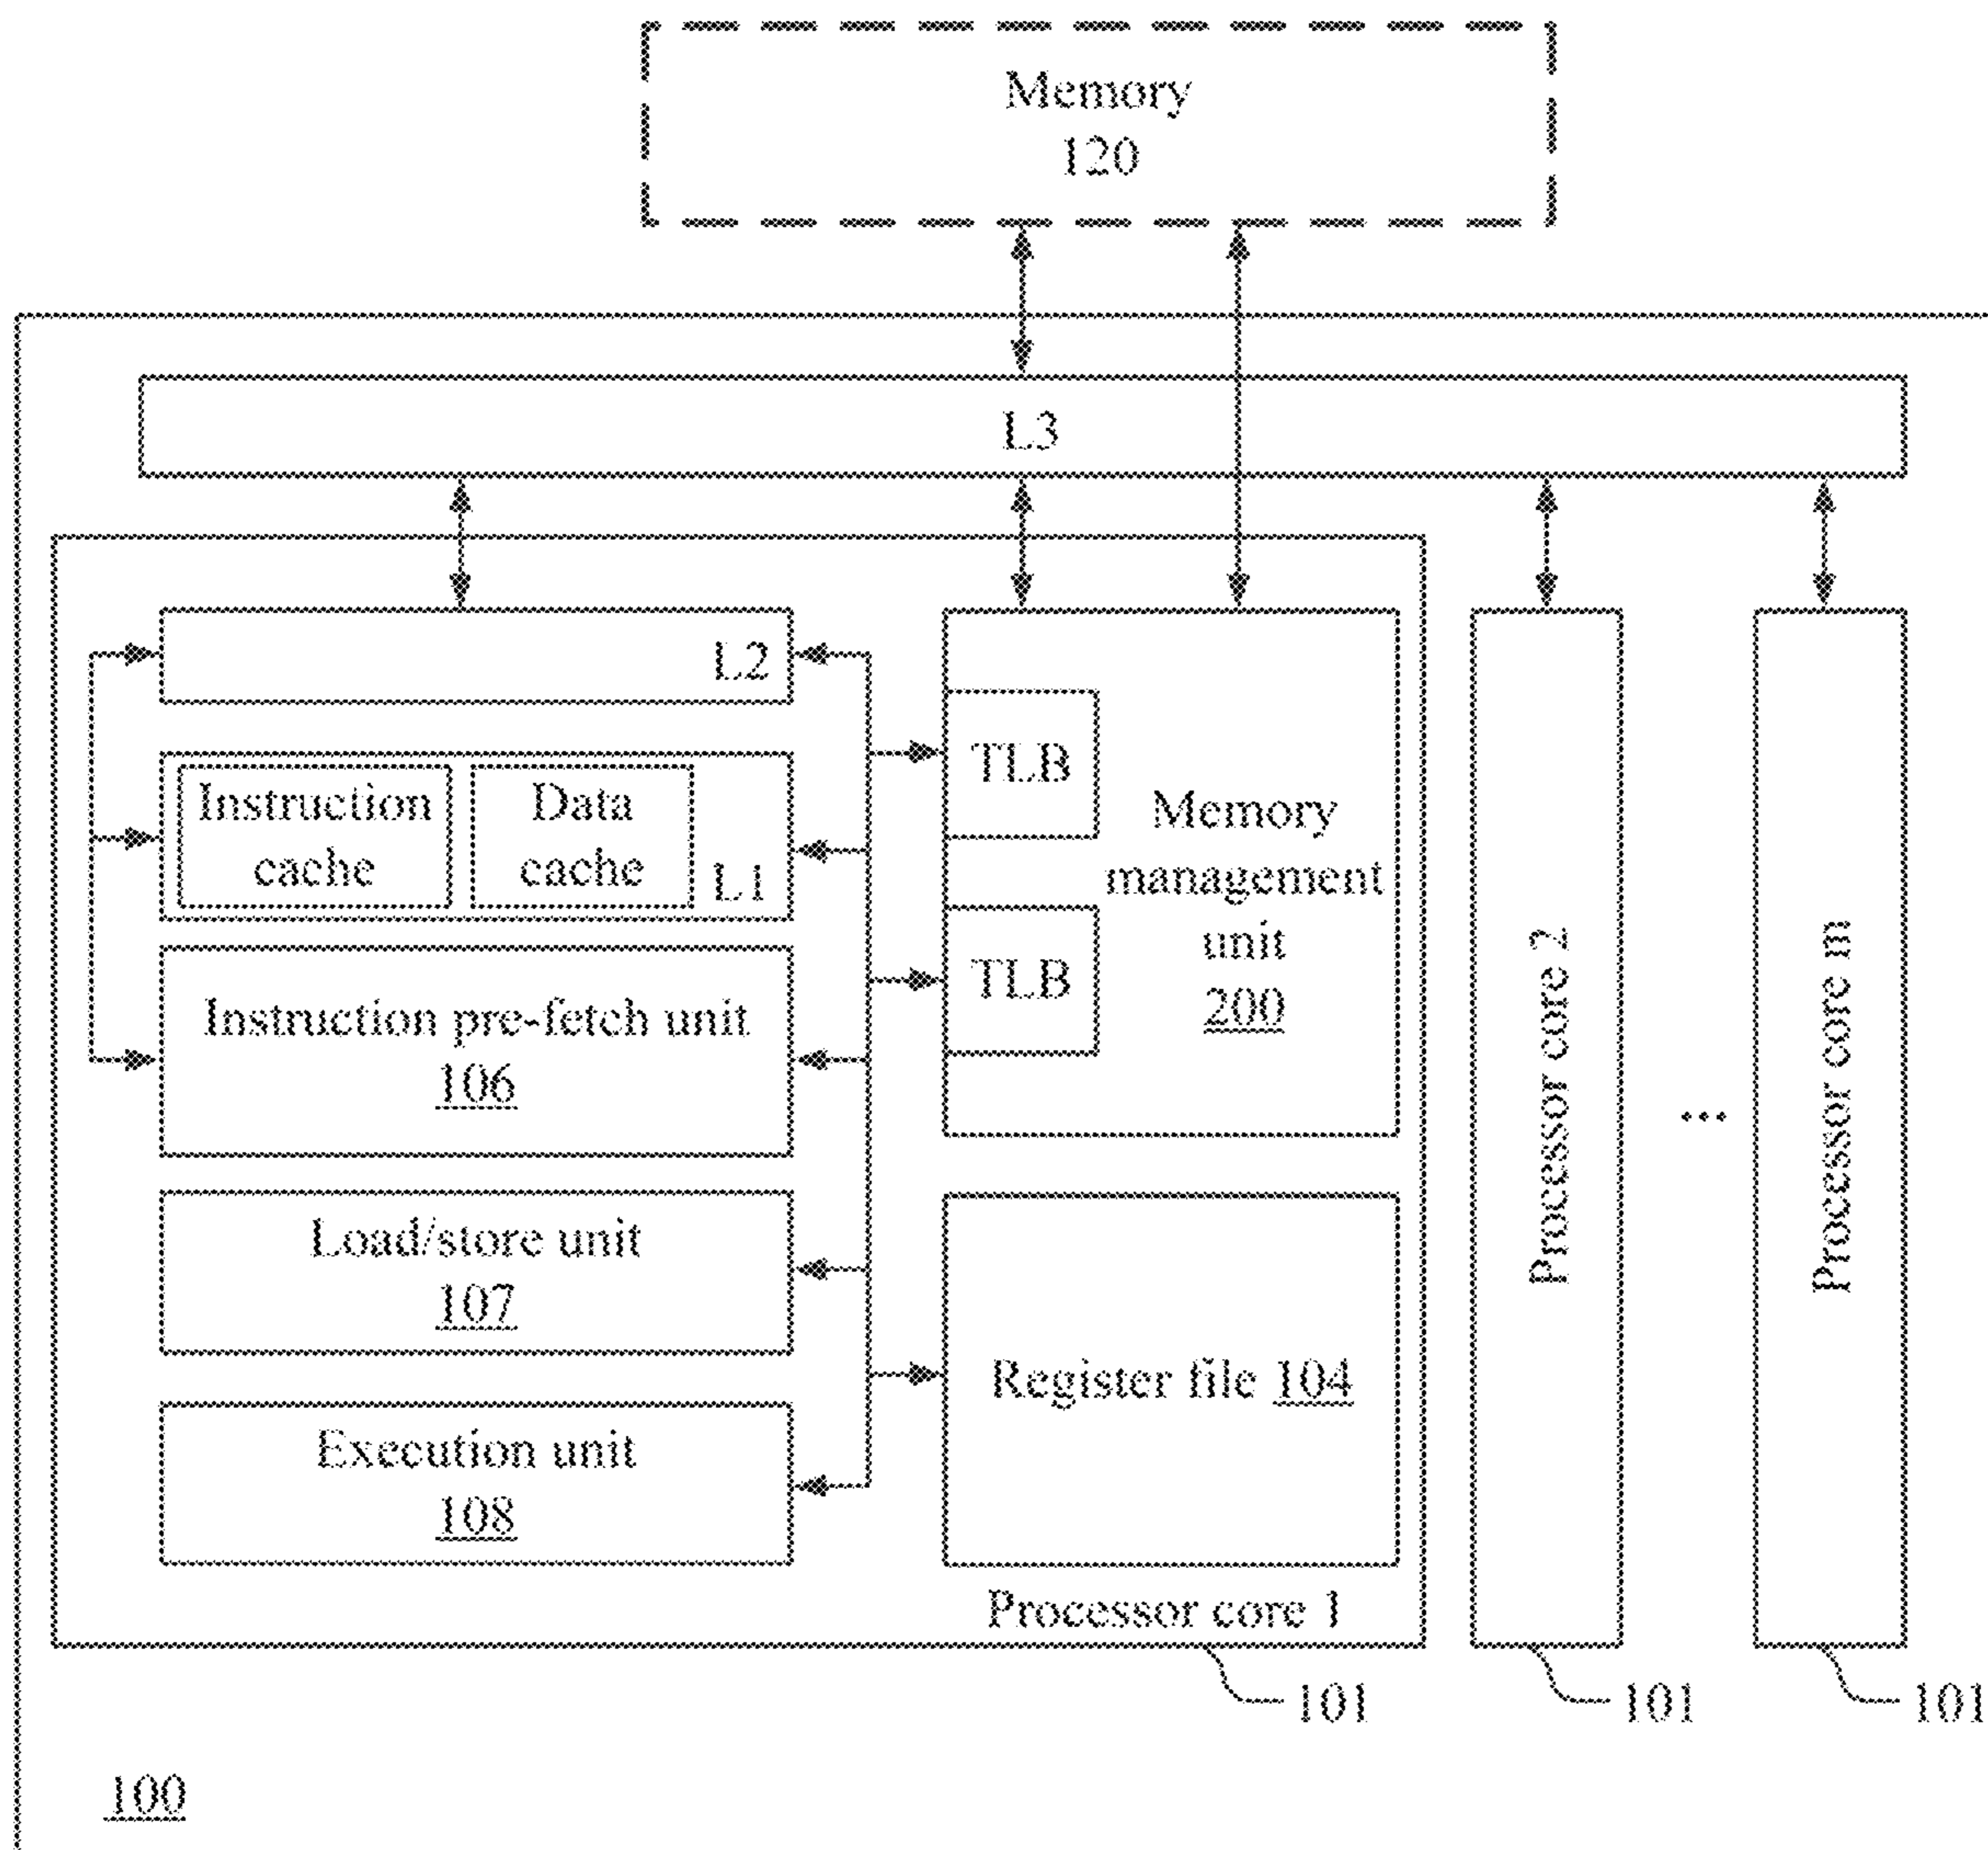 Memory
120
L3
L2
Instruction
cache
Data
cache
L1
Instruction pre-fetch unit
106
Load/store unit
107
Execution unit
108
TLB
TLB
Memory
management
unit
200
Register file 104
Processor core 1
Processor core 2
...
Processor core m
101
101
101
100